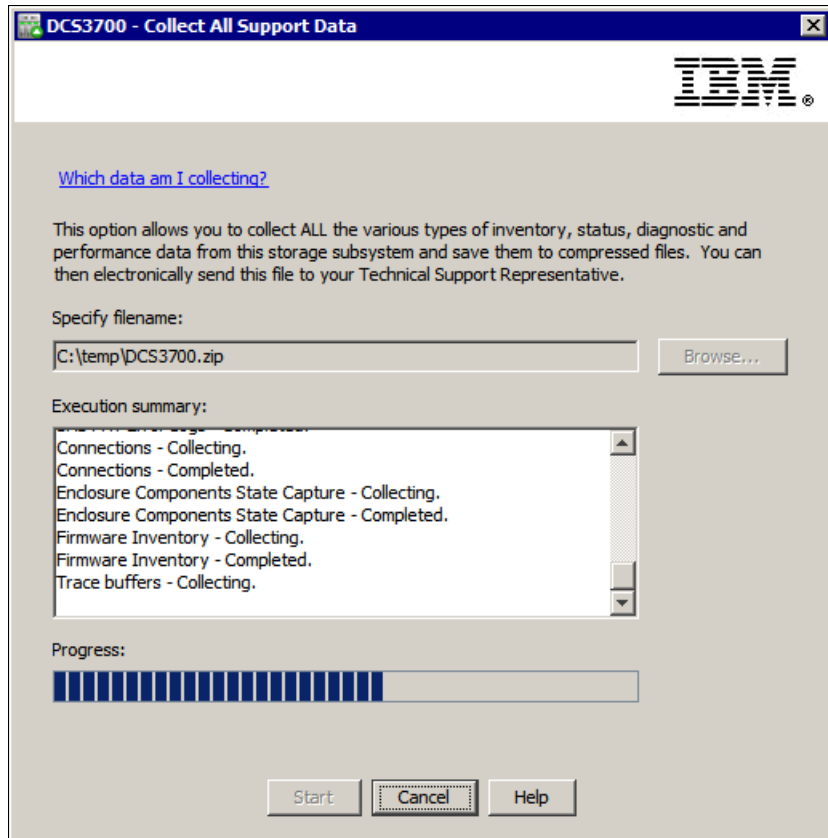 DCS3700 - Collect All Support Data
IBM®
Which data am I collecting?
This option allows you to collect ALL the various types of inventory, status, diagnostic and
performance data from this storage subsystem and save them to compressed files. You can
then electronically send this file to your Technical Support Representative.
Specify filename:
C:\temp\DCS3700.zip
Browse...
Execution summary:
Connections - Collecting.
Connections - Completed.
Enclosure Components State Capture - Collecting.
Enclosure Components State Capture - Completed.
Firmware Inventory - Collecting.
Firmware Inventory - Completed.
Trace buffers - Collecting.
Progress:
Start
Cancel
Help